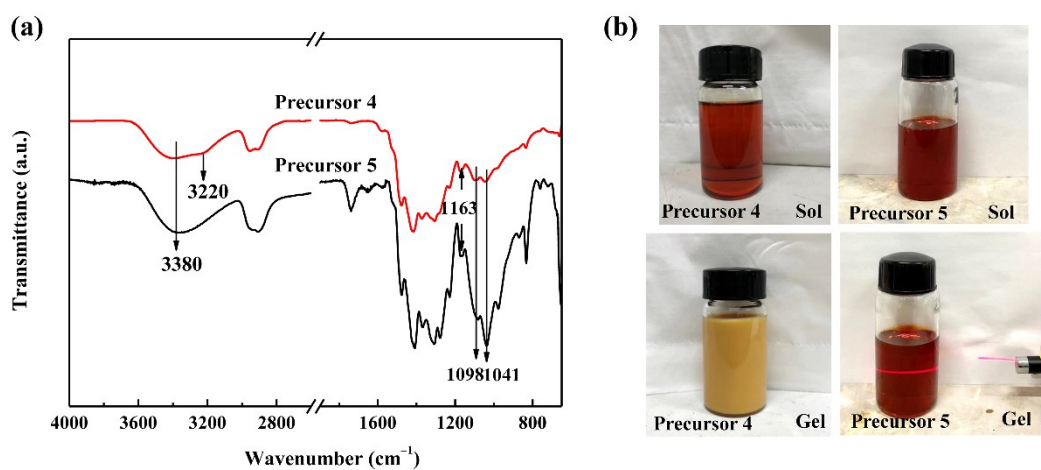 (a)
Transmittance (a.u.)
Precursor 4
Precursor 5
3220
3380
1163
1098
1041
4000 3600 3200 2800 1600 1200 800
Wavenumber (cm⁻¹)
(b)
Precursor 4 Sol
Precursor 5 Sol
Precursor 4 Gel
Precursor 5 Gel